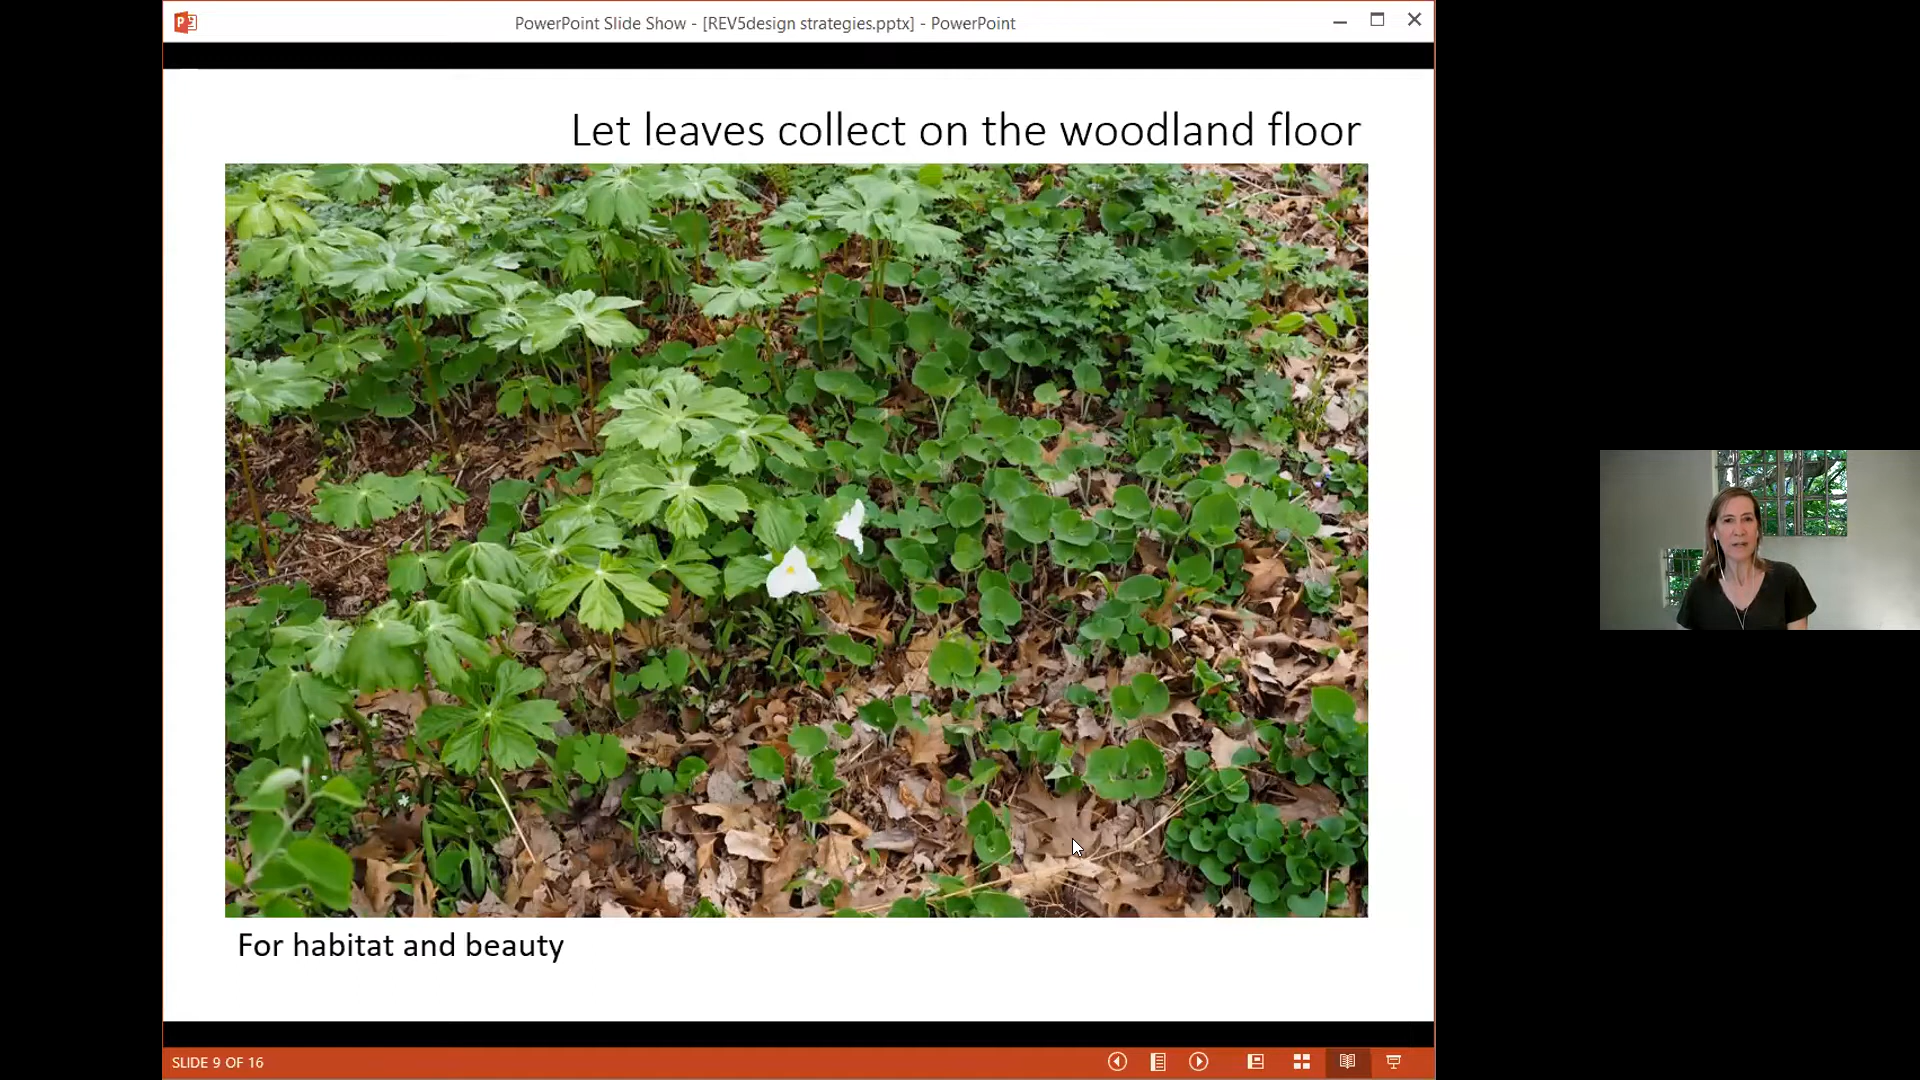 PowerPoint Slide Show - [REV5design strategies.pptx] - PowerPoint
Let leaves collect on the woodland floor
For habitat and beauty
SLIDE 9 OF 16